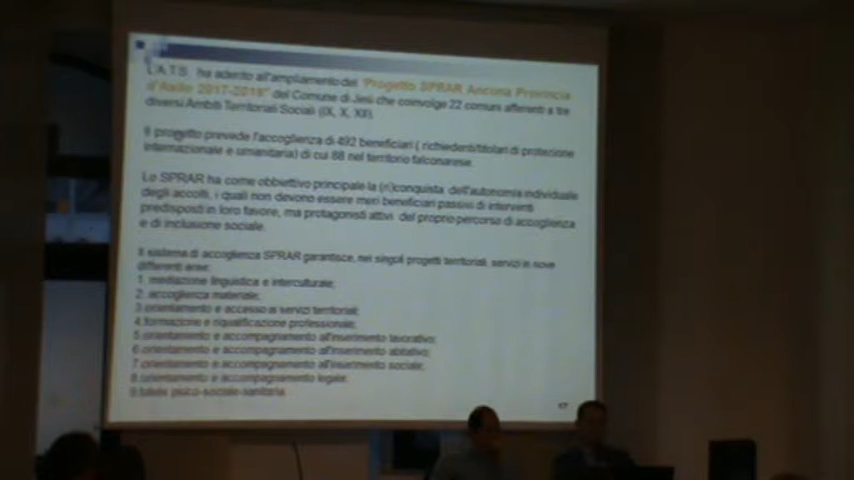 L'A.T.S. ha aderito all'ampliamento del "Progetto SPRAR Ancona Provincia
d'Asilo 2017-2019" del Comune di Jesi che coinvolge 22 comuni afferenti a tre
diversi Ambiti Territoriali Sociali (IX, X, XII).
Il progetto prevede l'accoglienza di 492 beneficiari ( richiedenti/titolari di protezione
internazionale e umanitaria) di cui 88 nel territorio falconarese.
Lo SPRAR ha come obbiettivo principale la (ri)conquista dell'autonomia individuale
degli accolti, i quali non devono essere meri beneficiari passivi di interventi
predisposti in loro favore, ma protagonisti attivi del proprio percorso di accoglienza
e di inclusione sociale.
Il sistema di accoglienza SPRAR garantisce, nei singoli progetti territoriali, servizi in nove
differenti aree:
1. mediazione linguistica e interculturale;
2. accoglienza materiale;
3.orientamento e accesso ai servizi territoriali;
4.formazione e riqualificazione professionale;
5.orientamento e accompagnamento all'inserimento lavorativo;
6.orientamento e accompagnamento all'inserimento abitativo;
7.orientamento e accompagnamento all'inserimento sociale;
8.orientamento e accompagnamento legale;
9.tutela psico-socio-sanitaria.
17